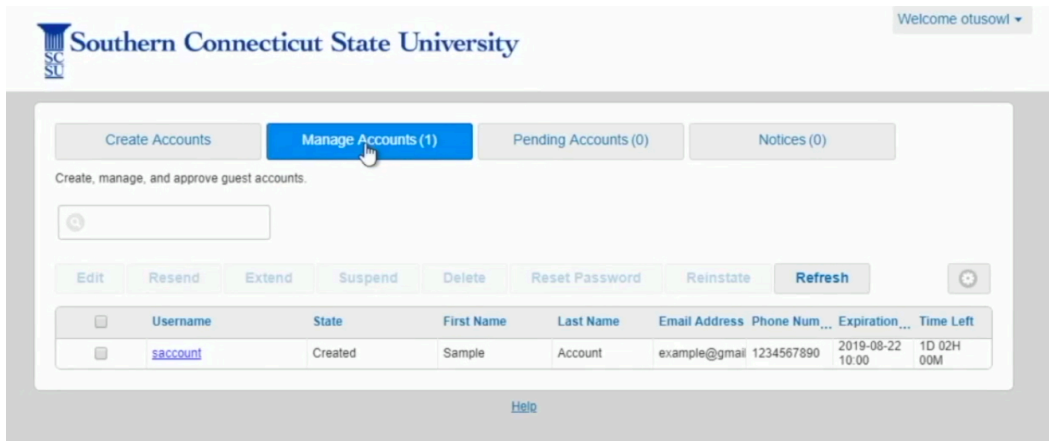 Welcome otusowl
SC
SU
Southern Connecticut State University
Create Accounts
Manage Accounts (1)
Pending Accounts (0)
Notices (0)
Create, manage, and approve guest accounts.
Edit Resend Extend Suspend Delete Reset Password Reinstate Refresh
Username State First Name Last Name Email Address Phone Num... Expiration... Time Left
saccount Created Sample Account example@gmail 1234567890 2019-08-22 10:00 1D 02H 00M
Help